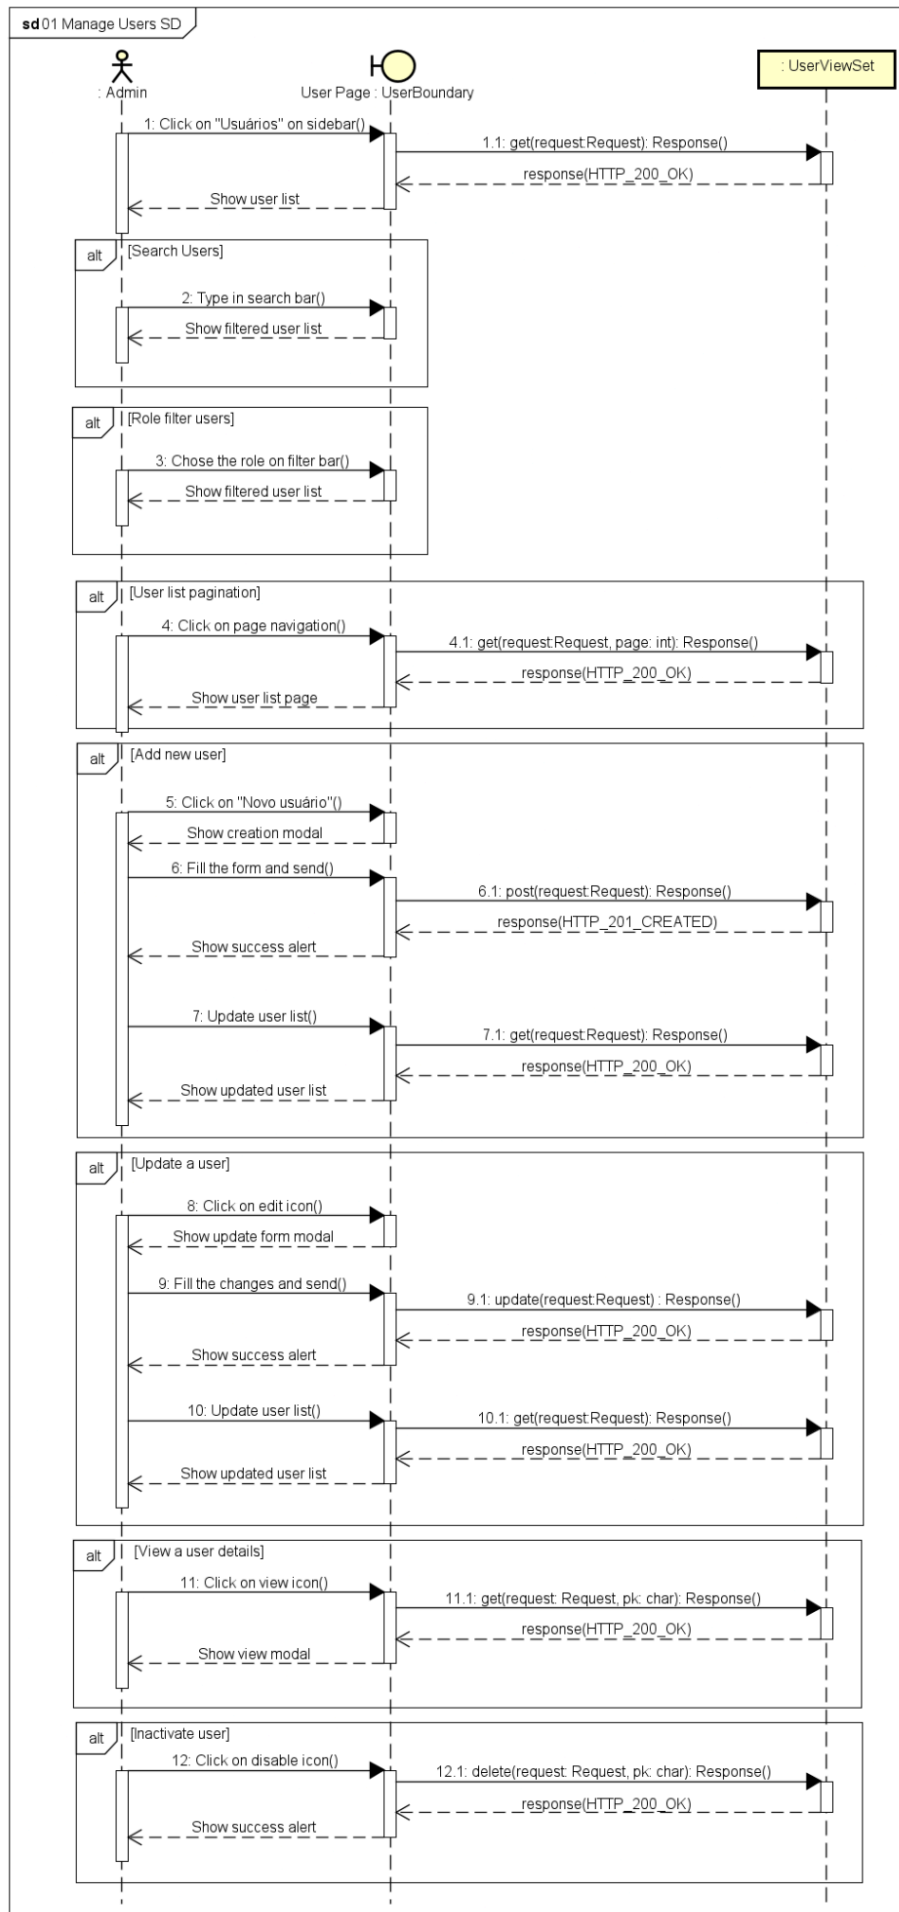 sd 01 Manage Users SD
: Admin
User Page : UserBoundary
: UserViewSet
1: Click on "Usuários" on sidebar()
1.1: get(request:Request): Response()
response(HTTP_200_OK)
Show user list
alt
[Search Users]
2: Type in search bar()
Show filtered user list
alt
[Role filter users]
3: Chose the role on filter bar()
Show filtered user list
alt
[User list pagination]
4: Click on page navigation()
4.1: get(request:Request, page: int): Response()
response(HTTP_200_OK)
Show user list page
alt
[Add new user]
5: Click on "Novo usuário"()
Show creation modal
6: Fill the form and send()
6.1: post(request:Request): Response()
response(HTTP_201_CREATED)
Show success alert
7: Update user list()
7.1: get(request:Request): Response()
response(HTTP_200_OK)
Show updated user list
alt
[Update a user]
8: Click on edit icon()
Show update form modal
9: Fill the changes and send()
9.1: update(request:Request) : Response()
response(HTTP_200_OK)
Show success alert
10: Update user list()
10.1: get(request:Request): Response()
response(HTTP_200_OK)
Show updated user list
alt
[View a user details]
11: Click on view icon()
11.1: get(request: Request, pk: char): Response()
response(HTTP_200_OK)
Show view modal
alt
[Inactivate user]
12: Click on disable icon()
12.1: delete(request: Request, pk: char): Response()
response(HTTP_200_OK)
Show success alert